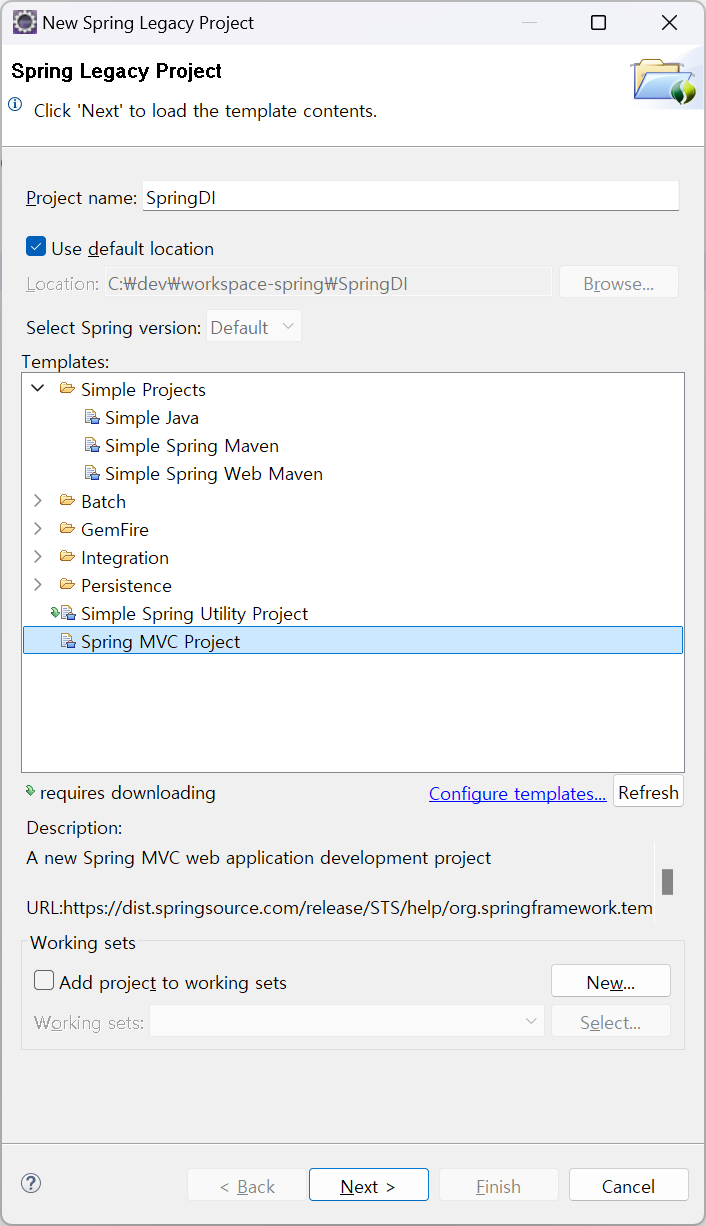 New Spring Legacy Project
Spring Legacy Project
Click 'Next' to load the template contents.
Project name: SpringDI
Use default location
Location: C:₩dev₩workspace-spring₩SpringDI Browse...
Select Spring version: Default
Templates:
Simple Projects
Simple Java
Simple Spring Maven
Simple Spring Web Maven
Batch
GemFire
Integration
Persistence
Simple Spring Utility Project
Spring MVC Project
requires downloading Configure templates... Refresh
Description:
A new Spring MVC web application development project
URL:https://dist.springsource.com/release/STS/help/org.springframework.tem
Working sets
Add project to working sets New...
Working sets: Select...
? < Back Next > Finish Cancel